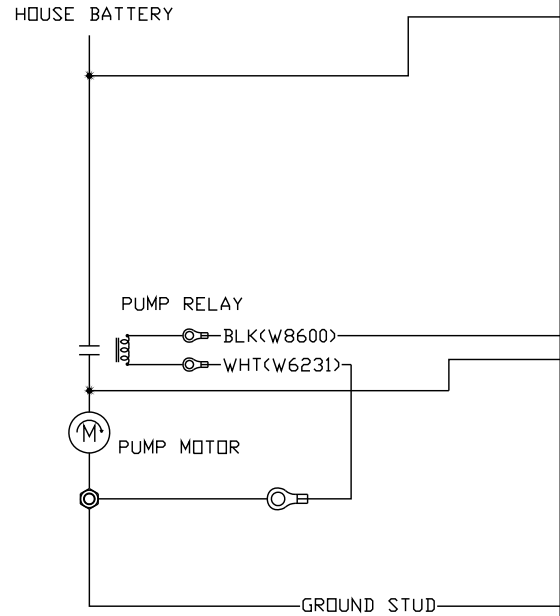 HOUSE BATTERY
PUMP RELAY
BLK(W8600)
WHT(W6231)
M
PUMP MOTOR
GROUND STUD